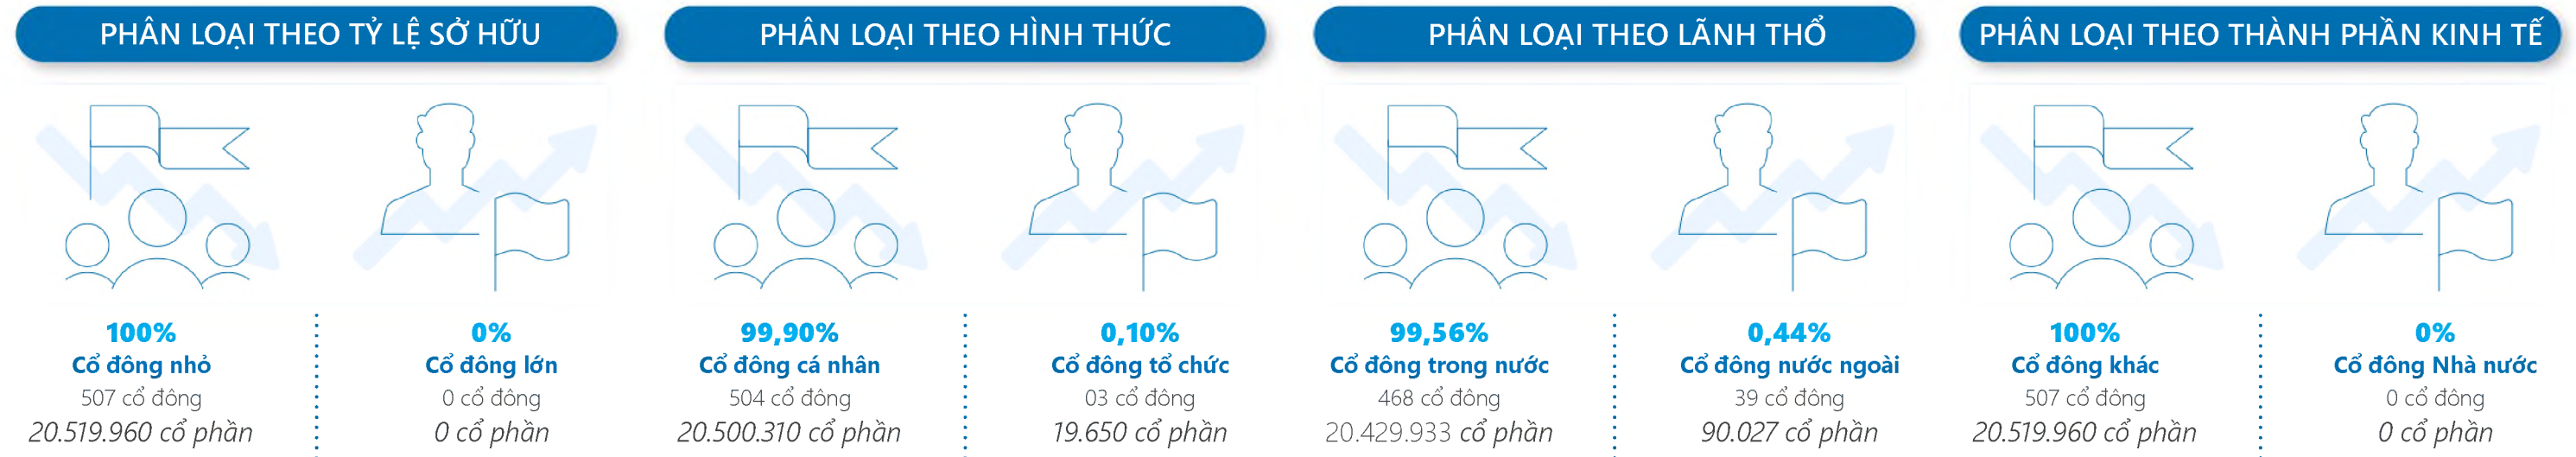 PHÂN LOẠI THEO TỶ LỆ SỞ HỮU
100%
Cổ đông nhỏ
507 cổ đông
20.519.960 cổ phần
0%
Cổ đông lớn
0 cổ đông
0 cổ phần
PHÂN LOẠI THEO HÌNH THỨC
99,90%
Cổ đông cá nhân
504 cổ đông
20.500.310 cổ phần
0,10%
Cổ đông tổ chức
03 cổ đông
19.650 cổ phần
PHÂN LOẠI THEO LÃNH THỔ
99,56%
Cổ đông trong nước
468 cổ đông
20.429.933 cổ phần
0,44%
Cổ đông nước ngoài
39 cổ đông
90.027 cổ phần
PHÂN LOẠI THEO THÀNH PHẦN KINH TẾ
100%
Cổ đông khác
507 cổ đông
20.519.960 cổ phần
0%
Cổ đông Nhà nước
0 cổ đông
0 cổ phần